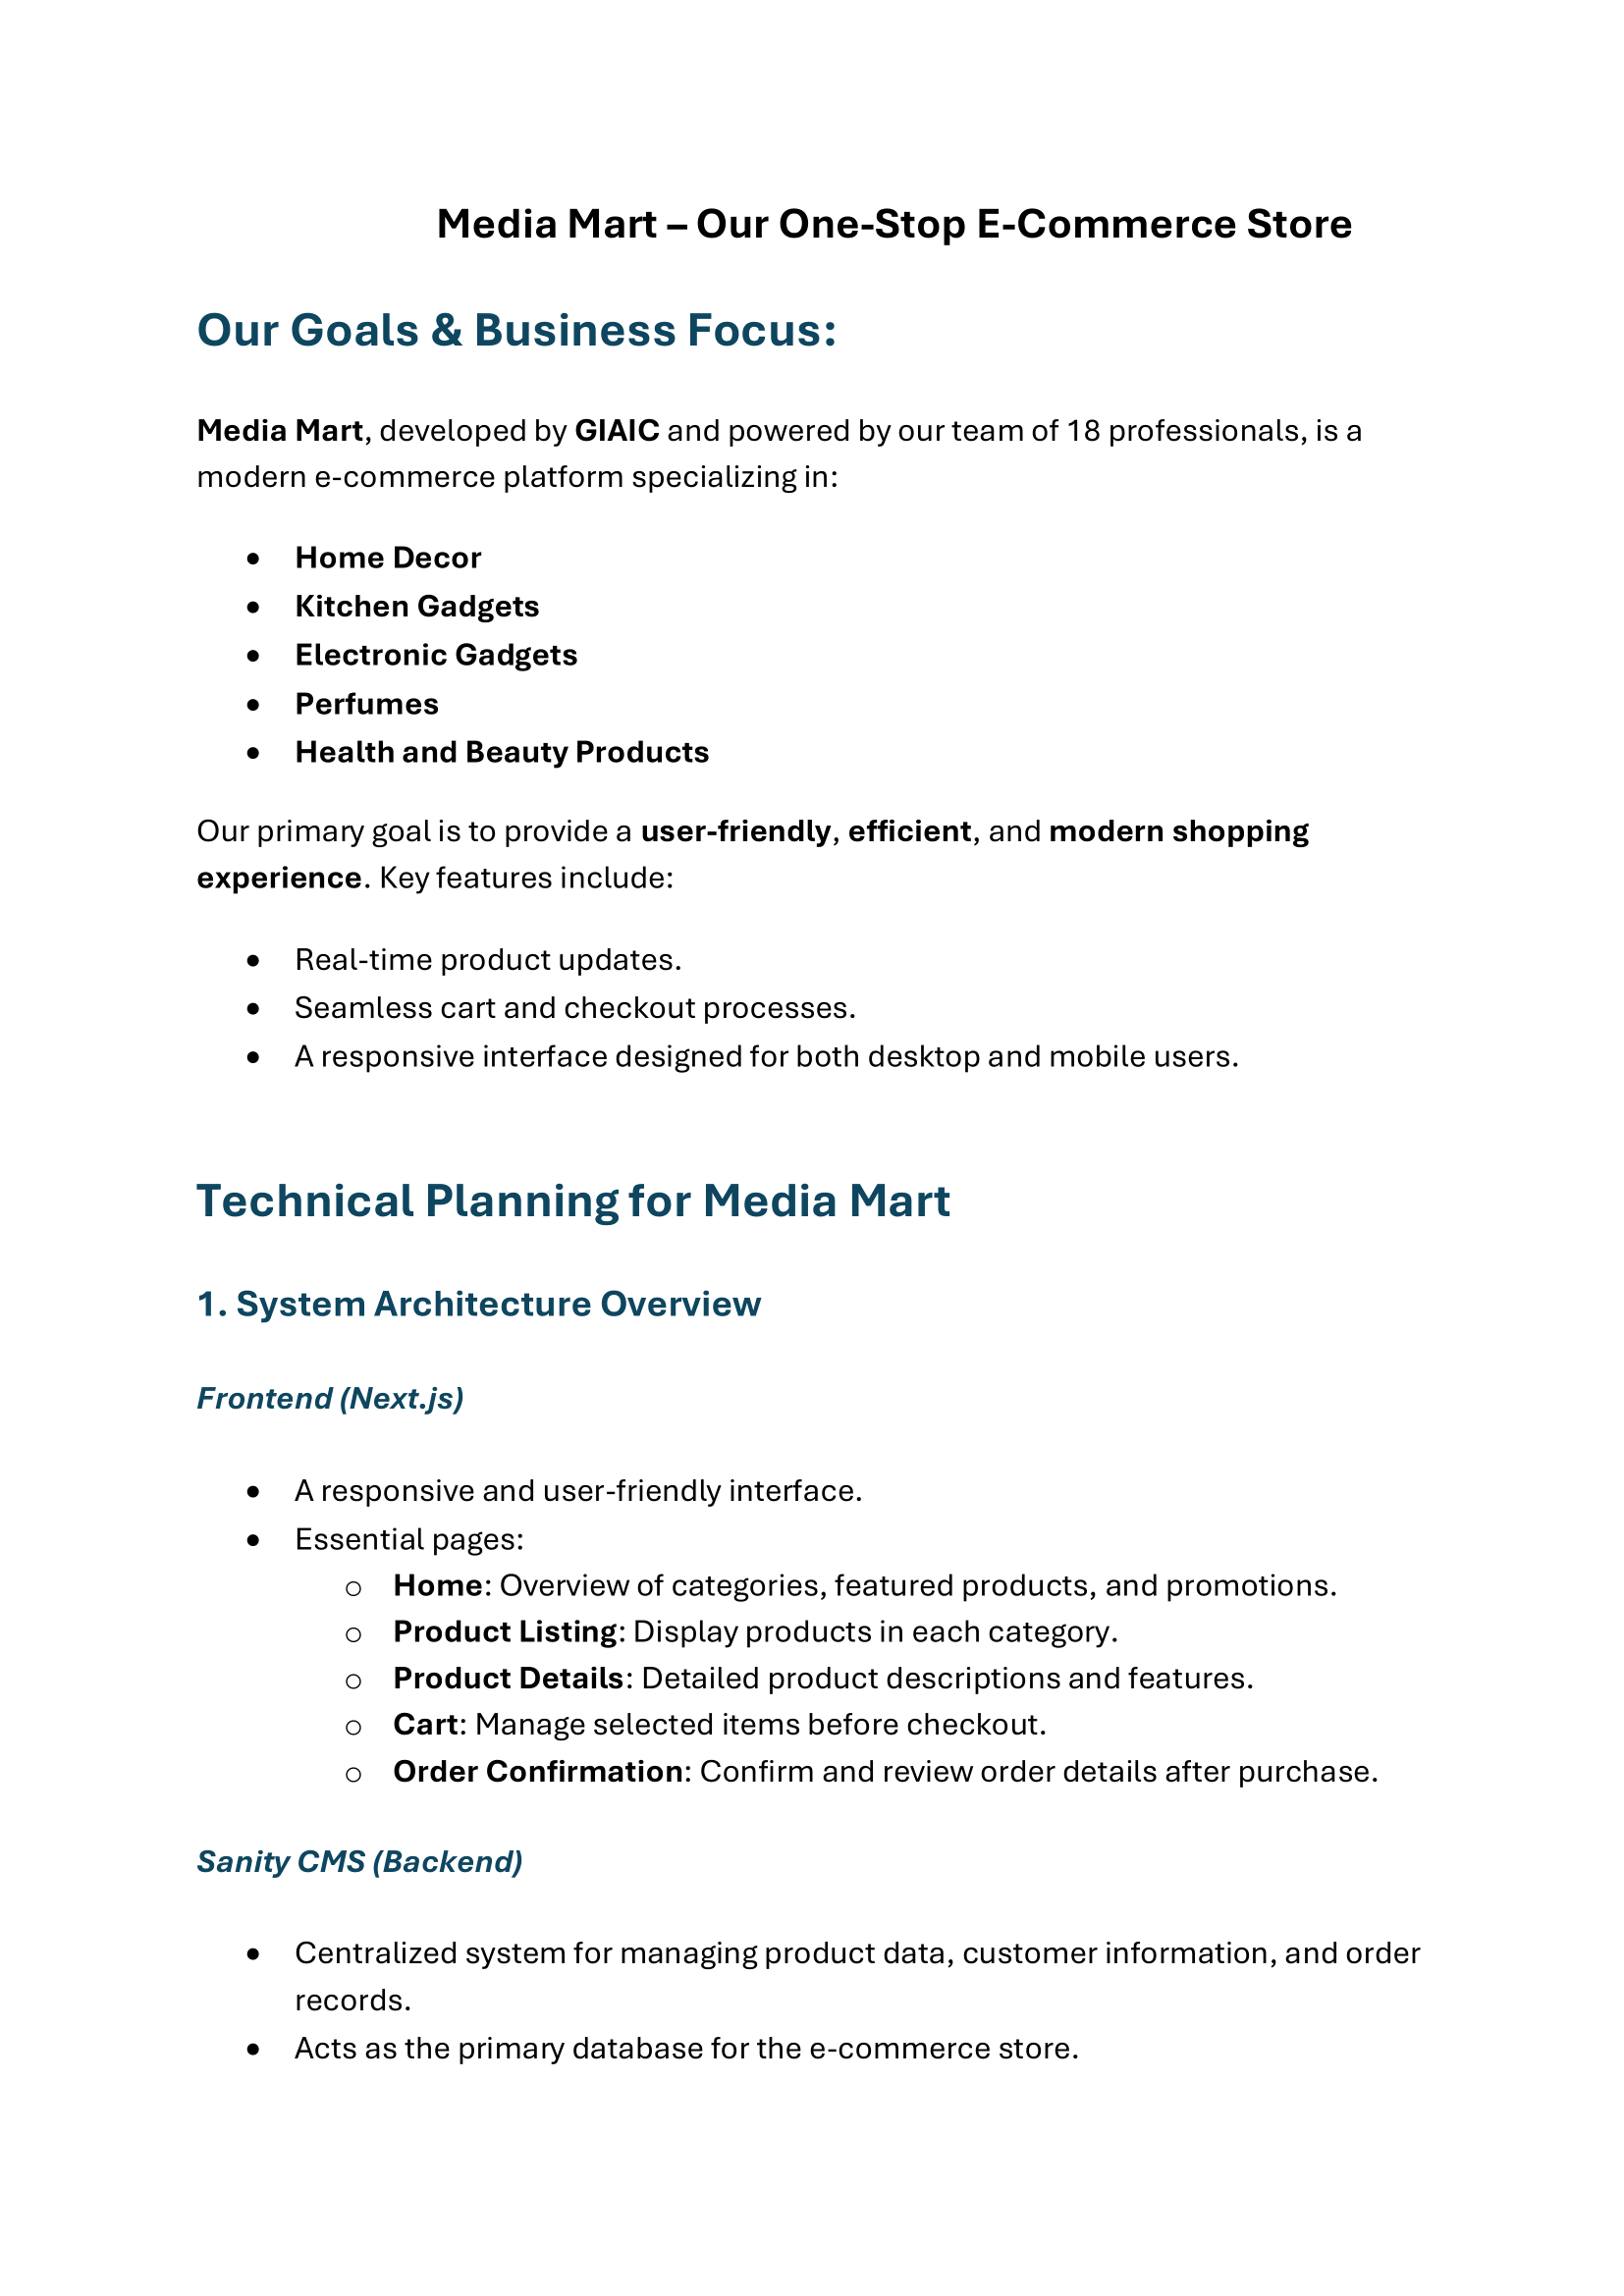 Media Mart – Our One-Stop E-Commerce Store
Our Goals & Business Focus:
Media Mart, developed by GIAIC and powered by our team of 18 professionals, is a
modern e-commerce platform specializing in:
• Home Decor
• Kitchen Gadgets
• Electronic Gadgets
• Perfumes
• Health and Beauty Products
Our primary goal is to provide a user-friendly, efficient, and modern shopping
experience. Key features include:
• Real-time product updates.
• Seamless cart and checkout processes.
• A responsive interface designed for both desktop and mobile users.
Technical Planning for Media Mart
1. System Architecture Overview
Frontend (Next.js)
• A responsive and user-friendly interface.
• Essential pages:
o Home: Overview of categories, featured products, and promotions.
o Product Listing: Display products in each category.
o Product Details: Detailed product descriptions and features.
o Cart: Manage selected items before checkout.
o Order Confirmation: Confirm and review order details after purchase.
Sanity CMS (Backend)
• Centralized system for managing product data, customer information, and order
records.
• Acts as the primary database for the e-commerce store.